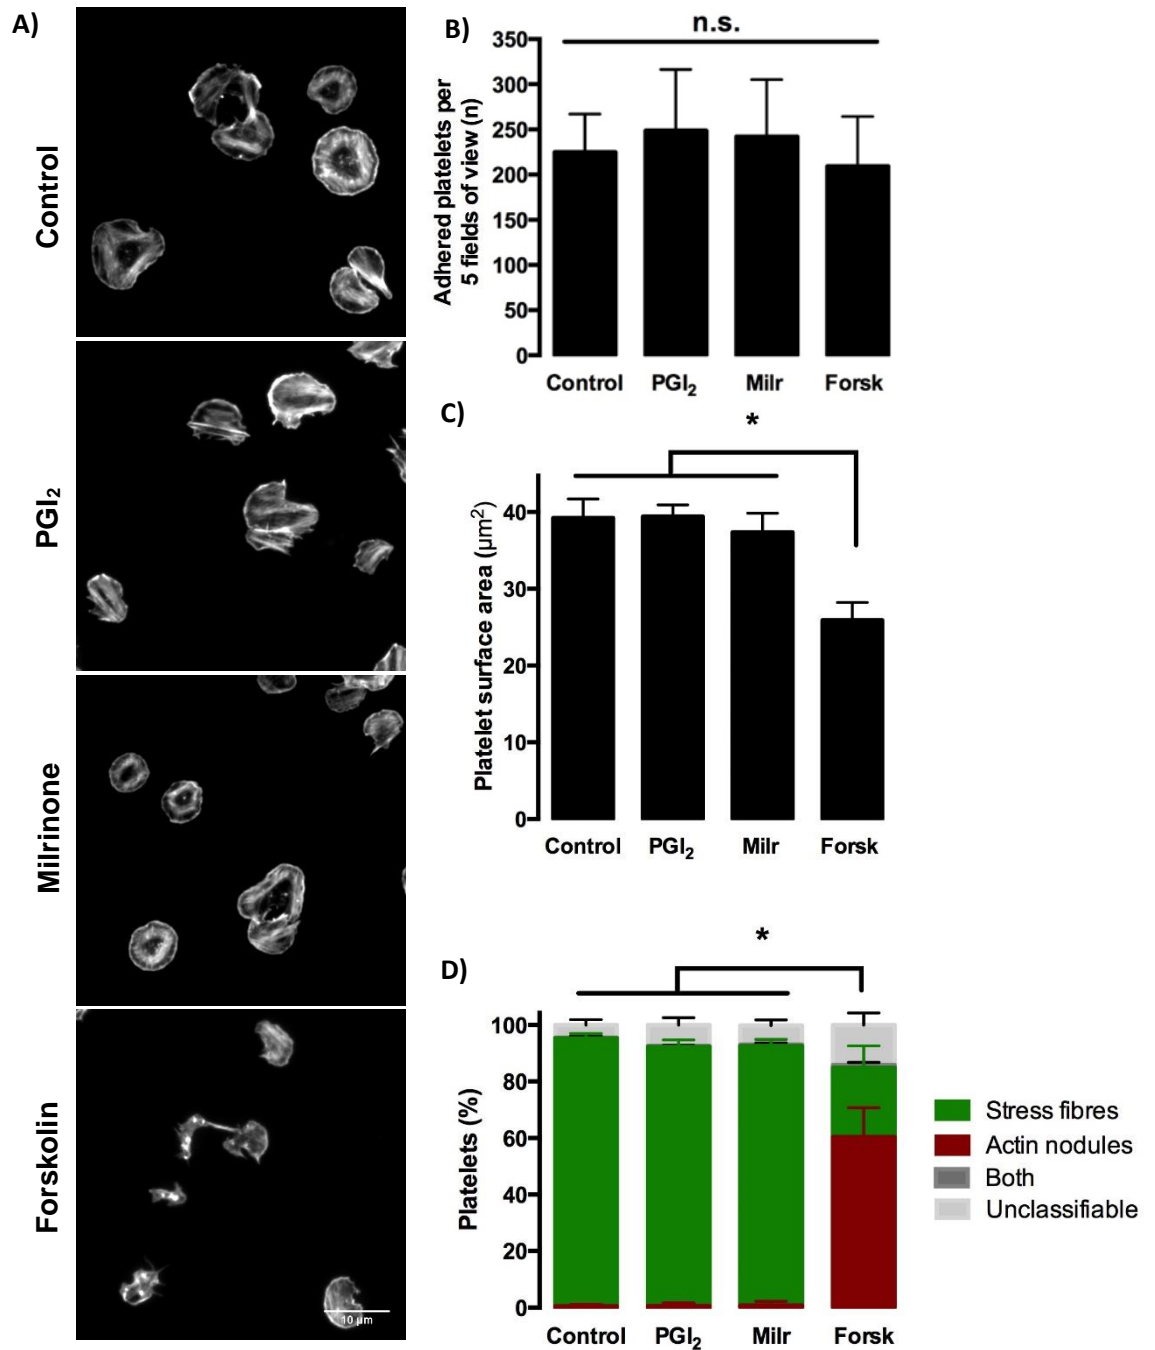 A)
Control
PGI₂
Milrinone
Forskolin
10 µm
B)
n.s.
Adhered platelets per
5 fields of view (n)
350
300
250
200
150
100
50
0
Control PGI₂ Milr Forsk
C)
*
Platelet surface area (µm²)
40
30
20
10
0
Control PGI₂ Milr Forsk
D)
*
Platelets (%)
100
80
60
40
20
0
Control PGI₂ Milr Forsk
Stress fibres
Actin nodules
Both
Unclassifiable